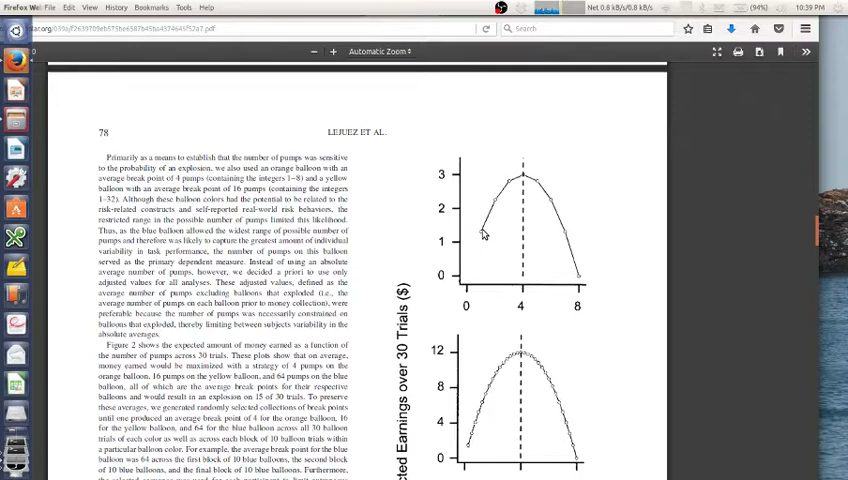 Firefox Web File Edit View History Bookmarks Tools Help
Net 0.8 kB/s/0.8 kB/s
(94%)
10:39 PM
Search
Automatic Zoom
78
LEJUEZ ET AL.
Primarily as a means to establish that the number of pumps was sensitive
to the probability of an explosion, we also used an orange balloon with an
average break point of 4 pumps (containing the integers 1–8) and a yellow
balloon with an average break point of 16 pumps (containing the integers
1–32). Although these balloon colors had the potential to be related to the
risk-related constructs and self-reported real-world risk behaviors, the
restricted range in the possible number of pumps limited this likelihood.
Thus, as the blue balloon allowed the widest range of possible number of
pumps and therefore was likely to capture the greatest amount of individual
variability in task performance, the number of pumps on this balloon
served as the primary dependent measure. Instead of using an absolute
average number of pumps, however, we decided a priori to use only
adjusted values for all analyses. These adjusted values, defined as the
average number of pumps excluding balloons that exploded (i.e., the
average number of pumps on each balloon prior to money collection), were
preferable because the number of pumps was necessarily constrained on
balloons that exploded, thereby limiting between subjects variability in the
absolute averages.
Figure 2 shows the expected amount of money earned as a function of
the number of pumps across 30 trials. These plots show that on average,
money earned would be maximized with a strategy of 4 pumps on the
orange balloon, 16 pumps on the yellow balloon, and 64 pumps on the blue
balloon, all of which are the average break points for their respective
balloons and would result in an explosion on 15 of 30 trials. To preserve
these averages, we generated randomly selected collections of break points
until one produced an average break point of 4 for the orange balloon, 16
for the yellow balloon, and 64 for the blue balloon across all 30 balloon
trials of each color as well as across each block of 10 balloon trials within
a particular balloon color. For example, the average break point for the
blue balloon was 64 across the first block of 10 blue balloons, the second block
of 10 blue balloons, and the final block of 10 blue balloons. Furthermore,
3
2
1
0
0 4 8
cted Earnings over 30 Trials ($)
12
8
4
0